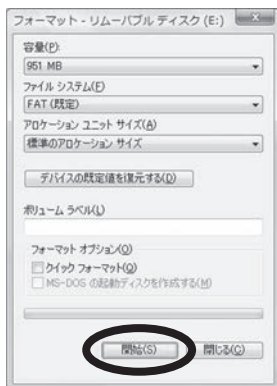 フォーマット - リムーバブル ディスク (E:)
容量(P):
951 MB
ファイル システム(F)
FAT (既定)
アロケーション ユニット サイズ(A)
標準のアロケーション サイズ
デバイスの既定値を復元する(D)
ボリューム ラベル(L)
フォーマット オプション(O)
クイック フォーマット(Q)
MS-DOS の起動ディスクを作成する(M)
開始(S)
閉じる(C)